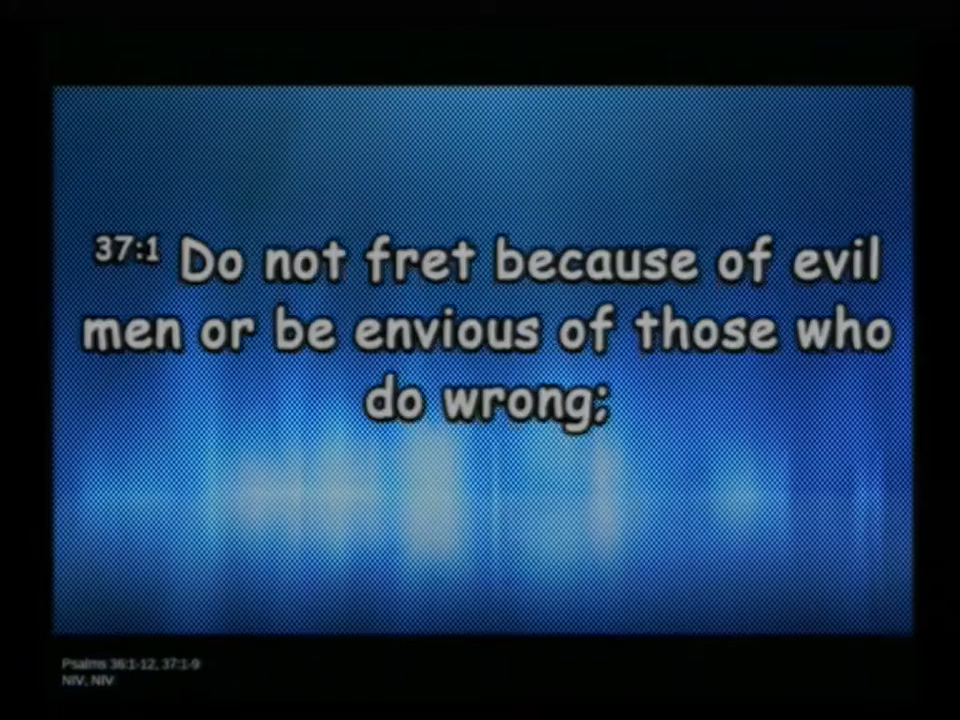 37:1 Do not fret because of evil
men or be envious of those who
do wrong;
Psalms 36:1-12, 37:1-9
NIV, NIV